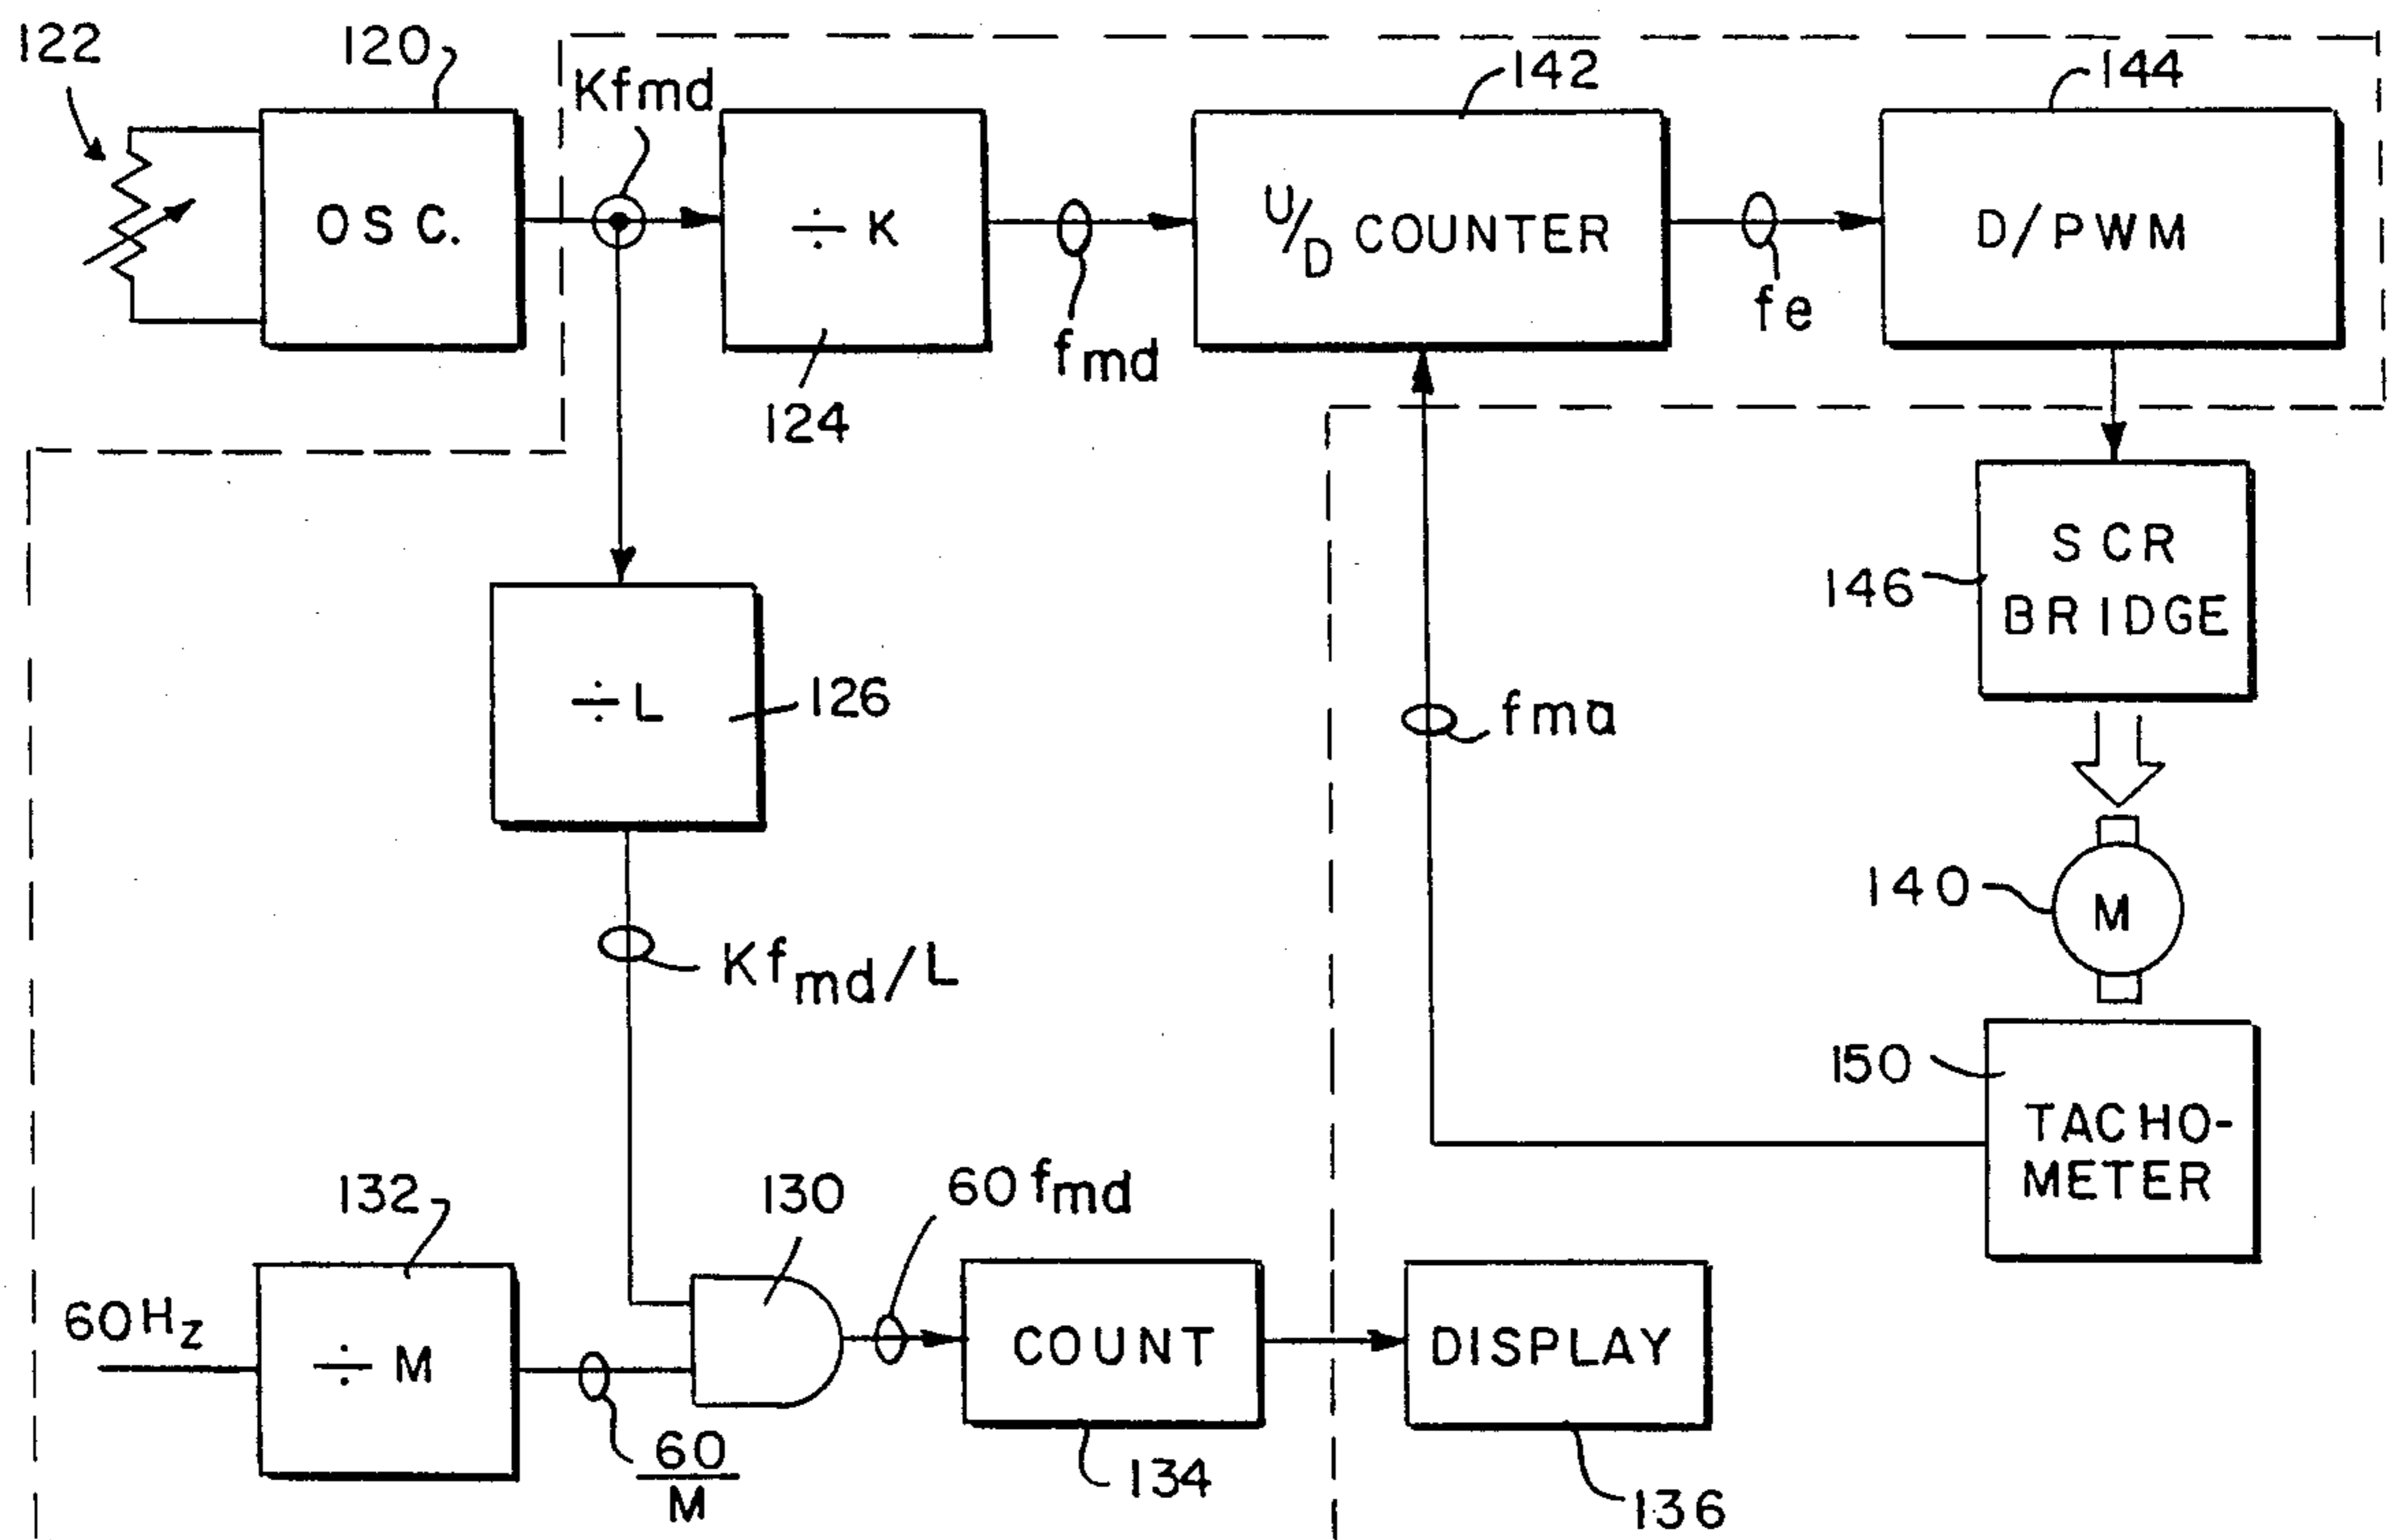 122
120
Kfmd
142
144
OSC.
÷ K
U/D COUNTER
D/PWM
fmd
fe
124
SCR
BRIDGE
146
÷ L
126
fma
140
M
Kfmd/L
150
TACHO-
METER
132
130
60 fmd
60Hz
÷ M
COUNT
DISPLAY
60
M
134
136